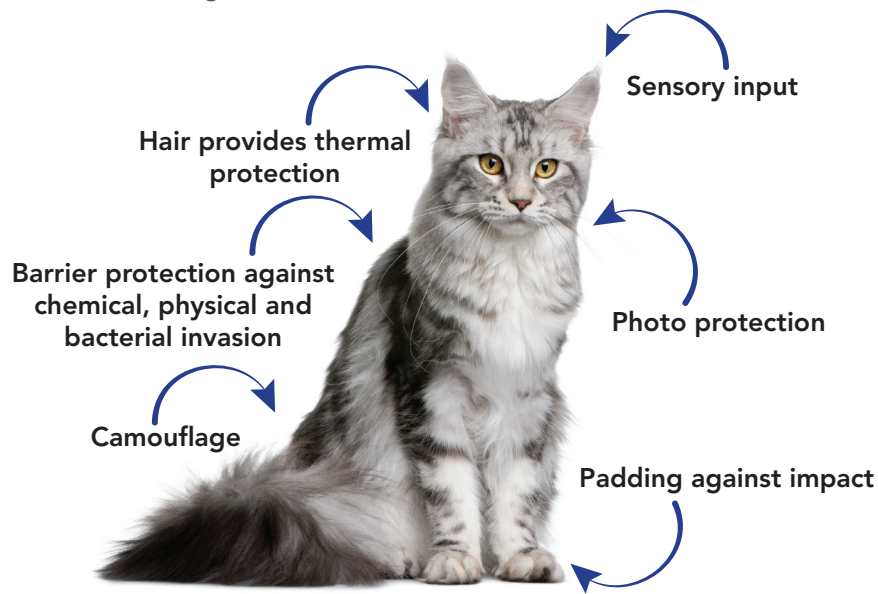 Sensory input
Hair provides thermal
protection
Barrier protection against
chemical, physical and
bacterial invasion
Photo protection
Camouflage
Padding against impact